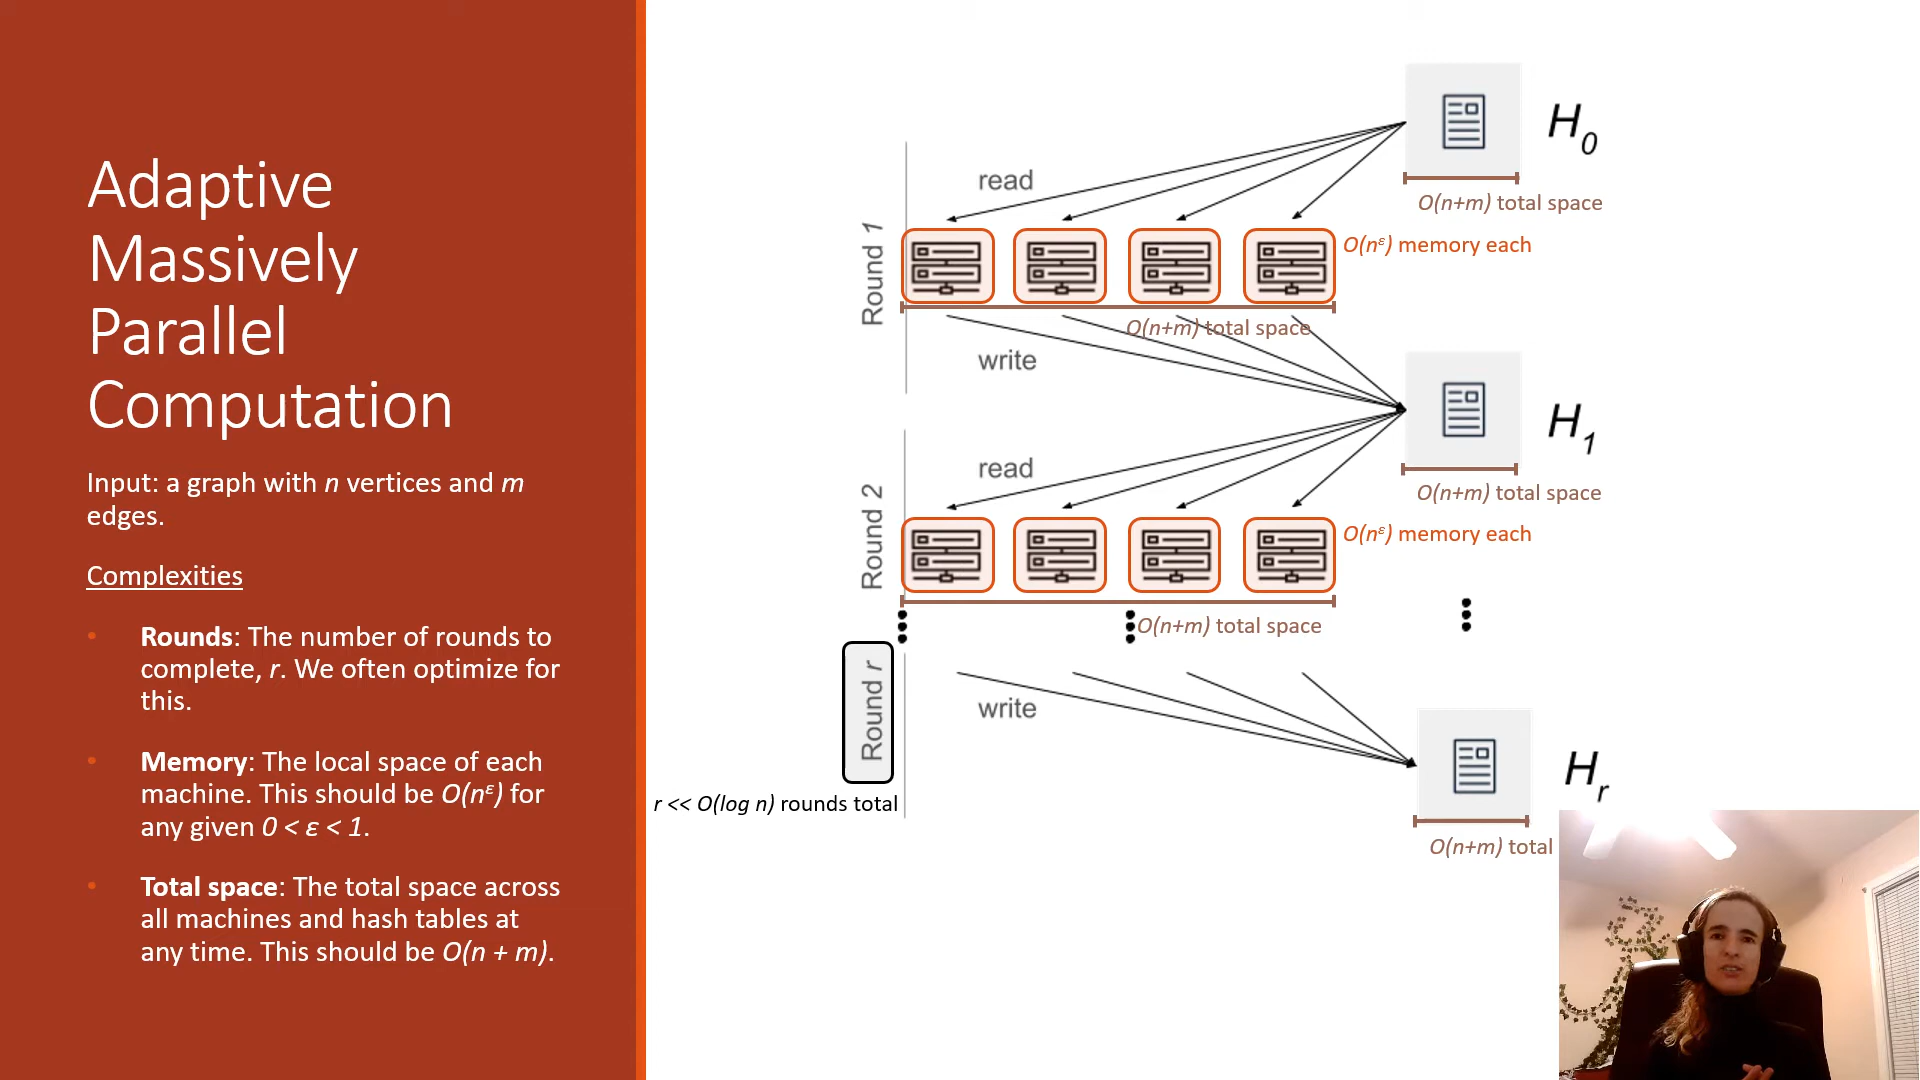 Adaptive
Massively
Parallel
Computation
Input: a graph with n vertices and m
edges.
Complexities
• Rounds: The number of rounds to
complete, r. We often optimize for
this.
• Memory: The local space of each
machine. This should be O(nᵋ) for
any given 0 < ε < 1.
• Total space: The total space across
all machines and hash tables at
any time. This should be O(n + m).
H₀
O(n+m) total space
Round 1
read
O(nᵋ) memory each
O(n+m) total space
write
H₁
O(n+m) total space
Round 2
read
O(nᵋ) memory each
O(n+m) total space
Round r
write
r << O(log n) rounds total
Hᵣ
O(n+m) total